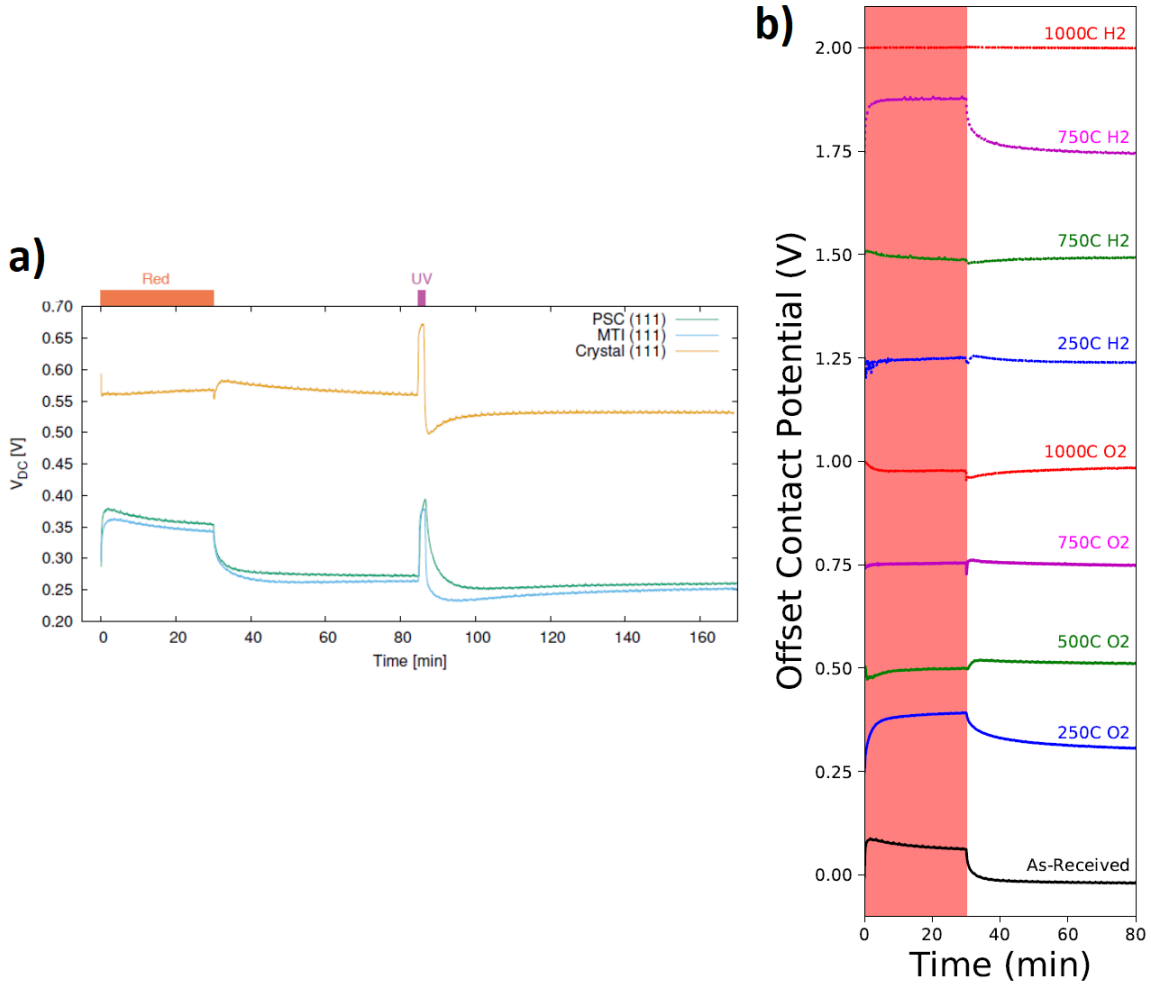 a)
Red
UV
PSC (111)
MTI (111)
Crystal (111)
0.70
0.65
0.60
0.55
0.50
0.45
0.40
0.35
0.30
0.25
0.20
V_DC [V]
0 20 40 60 80 100 120 140 160
Time [min]
b)
1000C H2
750C H2
750C H2
250C H2
1000C O2
750C O2
500C O2
250C O2
As-Received
2.00
1.75
1.50
1.25
1.00
0.75
0.50
0.25
0.00
Offset Contact Potential (V)
0 20 40 60 80
Time (min)